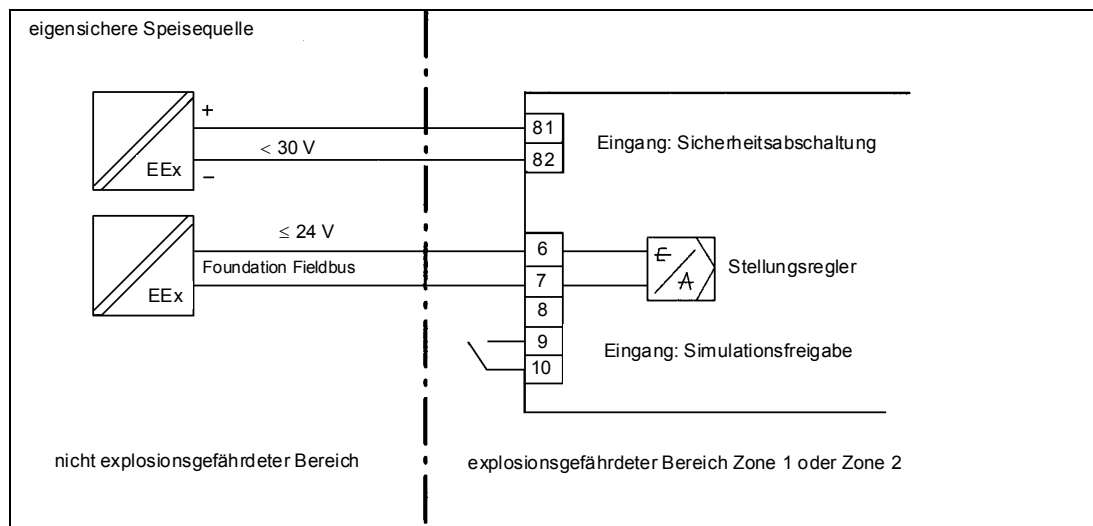 eigensichere Speisequelle
+
81
Eingang: Sicherheitsabschaltung
< 30 V
82
EEx
–
≤ 24 V
6
E
Stellungsregler
Foundation Fieldbus
7
A
EEx
8
9
Eingang: Simulationsfreigabe
10
nicht explosionsgefährdeter Bereich
explosionsgefährdeter Bereich Zone 1 oder Zone 2